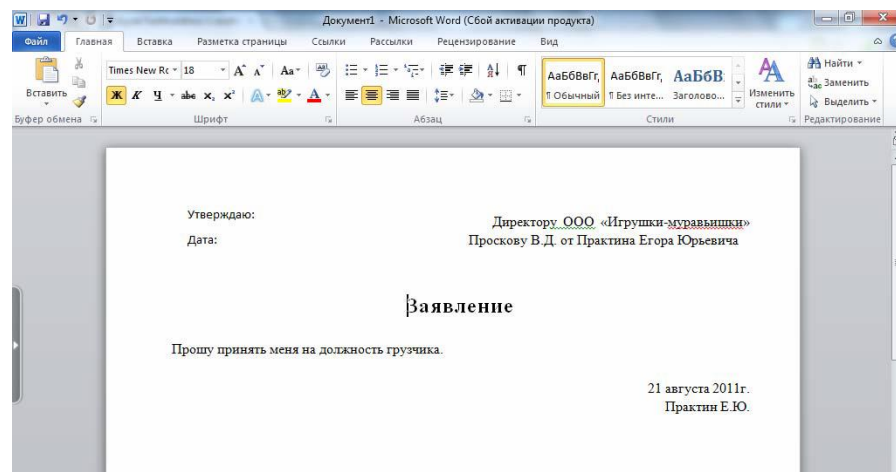 Документ1 - Microsoft Word (Сбой активации продукта)
Файл Главная Вставка Разметка страницы Ссылки Рассылки Рецензирование Вид
Times New Rc 18
Вставить
Ж К Ч abc x, x²
АаБбВвГг, АаБбВвГг, АаБбВ
¶ Обычный ¶ Без инте... Заголово...
Изменить стили
Найти
Заменить
Выделить
Буфер обмена Шрифт Абзац Стили Редактирование
Утверждаю:
Дата:
Директору ООО «Игрушки-муравьишки»
Проскову В.Д. от Практина Егора Юрьевича
Заявление
Прошу принять меня на должность грузчика.
21 августа 2011г.
Практин Е.Ю.